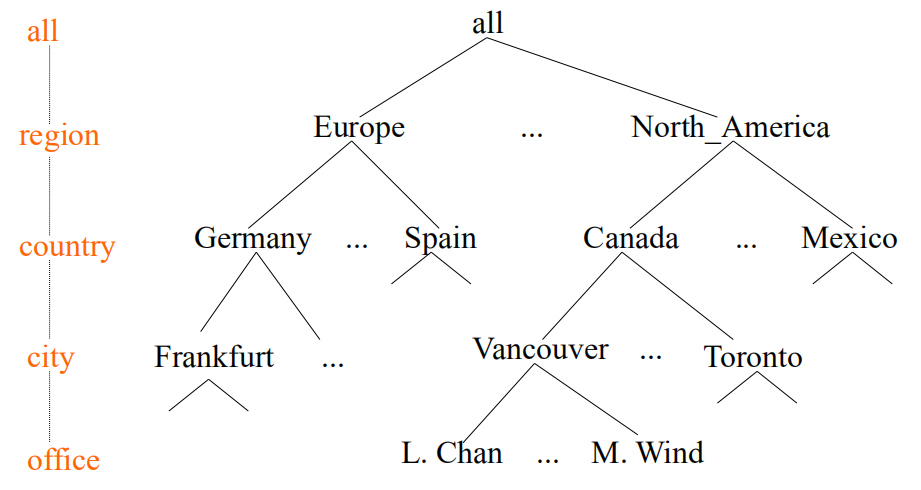 all all
region Europe ... North_America
country Germany ... Spain Canada ... Mexico
city Frankfurt ... Vancouver ... Toronto
office L. Chan ... M. Wind